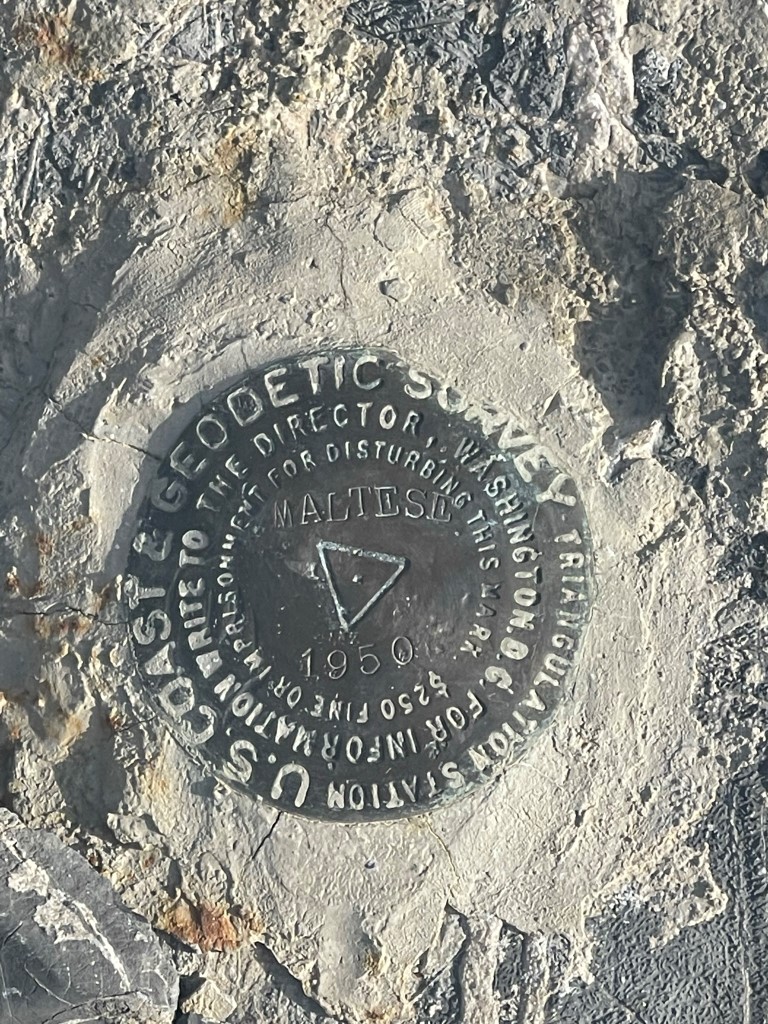 U.S. COAST & GEODETIC SURVEY TRIANGULATION STATION
FOR INFORMATION WRITE TO THE DIRECTOR, WASHINGTON D.C.
$250 FINE OR IMPRISONMENT FOR DISTURBING THIS MARK
MALTESE
1950